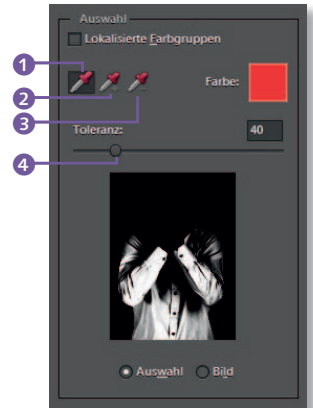 Auswahl
Lokalisierte Farbgruppen
1
2
3
Farbe:
Toleranz:
40
4
Auswahl
Bild